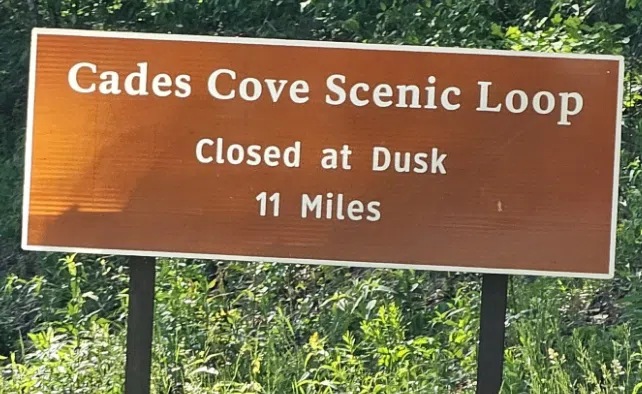 Cades Cove Scenic Loop
Closed at Dusk
11 Miles